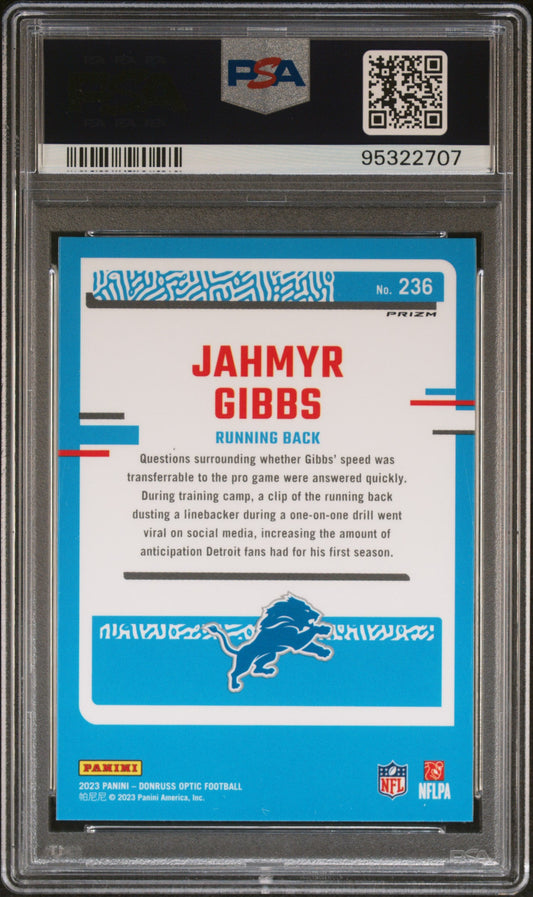 PSA
95322707
No. 236
PRIZM
JAHMYR
GIBBS
RUNNING BACK
Questions surrounding whether Gibbs' speed was
transferrable to the pro game were answered quickly.
During training camp, a clip of the running back
dusting a linebacker during a one-on-one drill went
viral on social media, increasing the amount of
anticipation Detroit fans had for his first season.
PANINI
2023 PANINI – DONRUSS OPTIC FOOTBALL
帕尼尼 © 2023 Panini America, Inc.
NFL
NFLPA
PSA